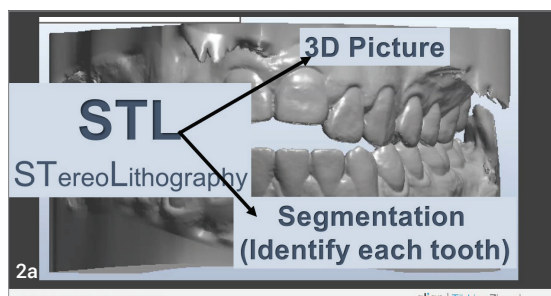 3D Picture
STL
STereoLithography
Segmentation
(Identify each tooth)
2a